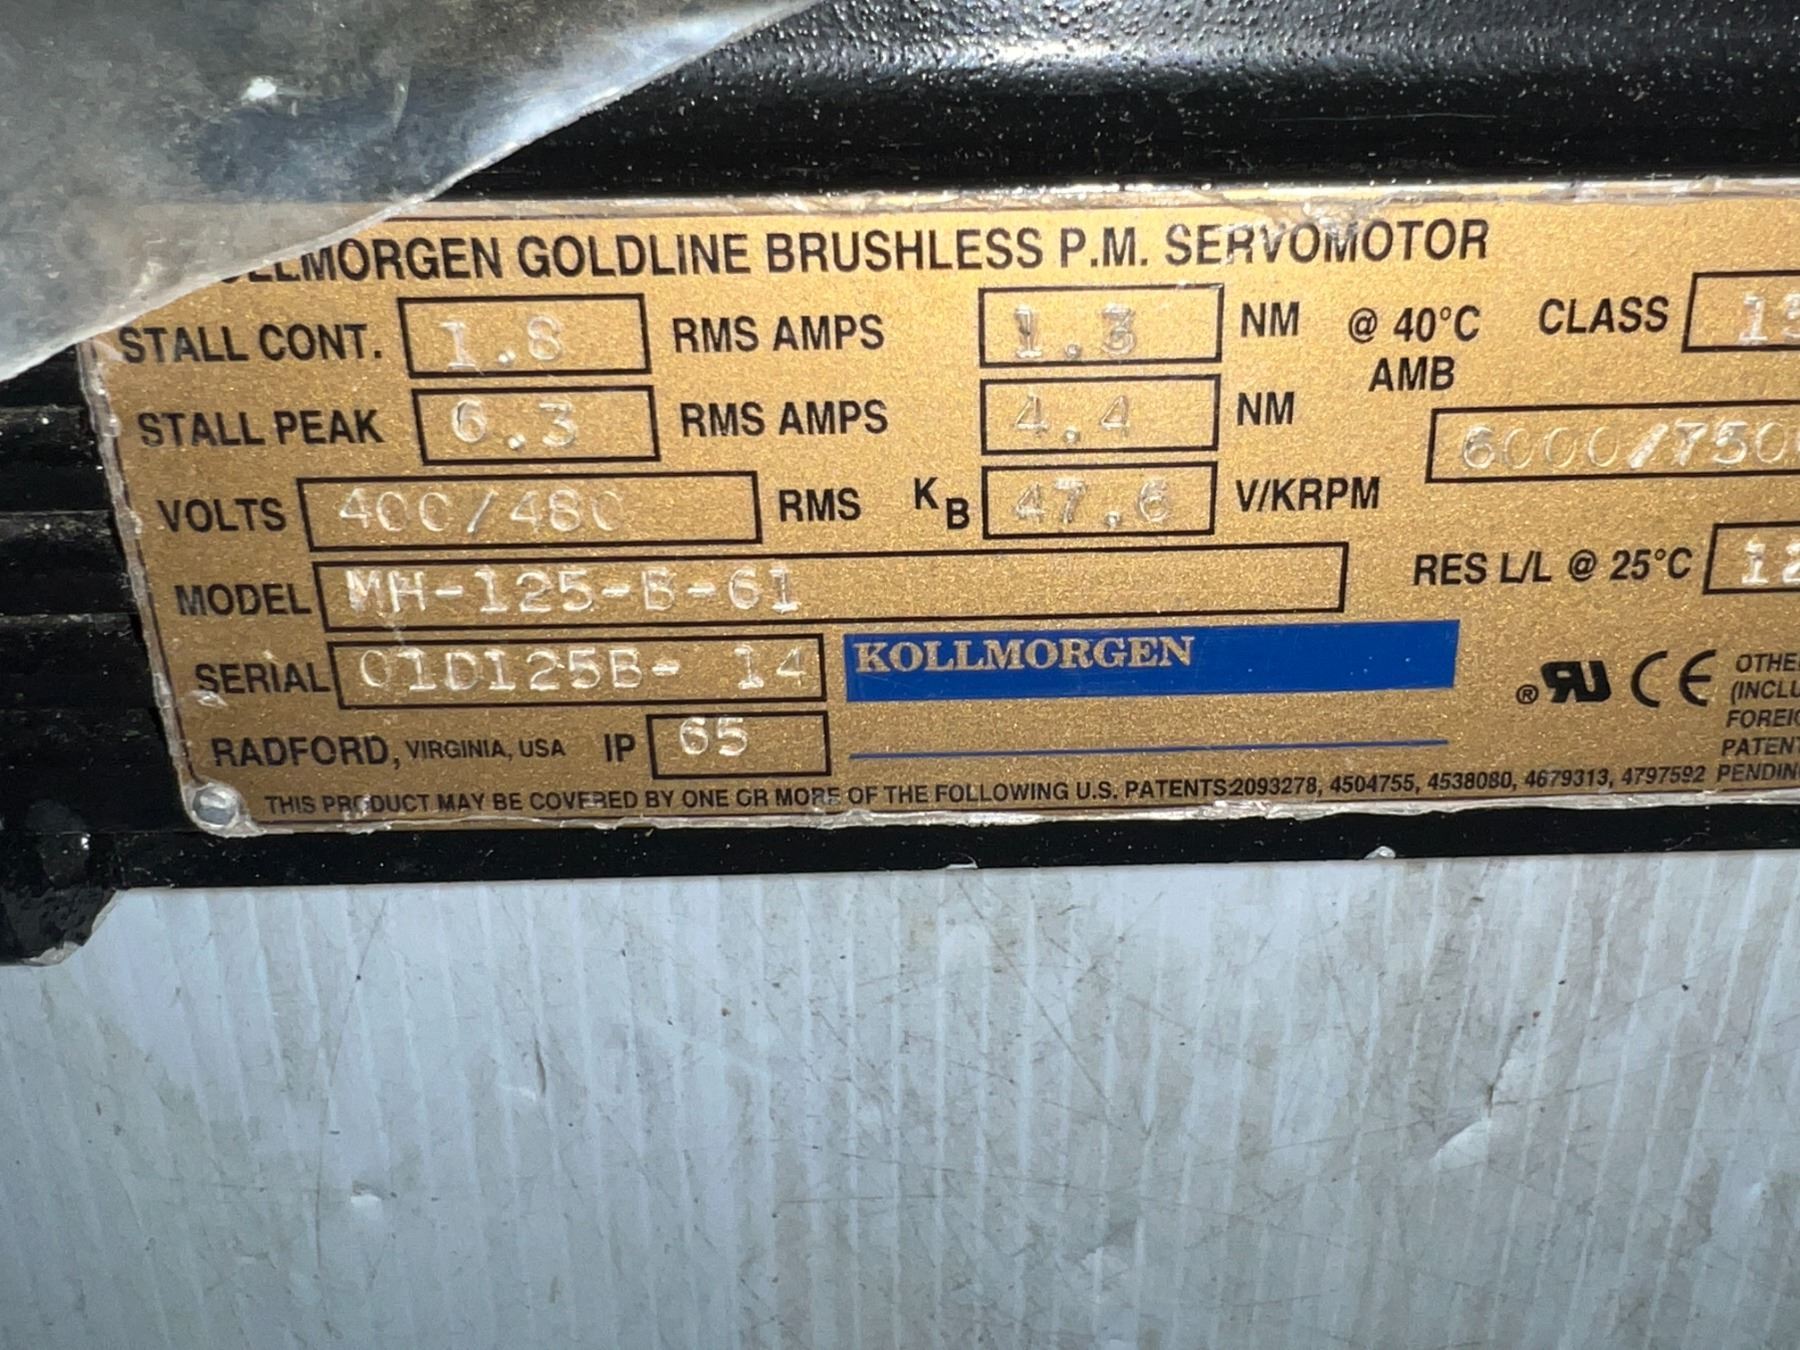 KOLLMORGEN GOLDLINE BRUSHLESS P.M. SERVOMOTOR
STALL CONT. 1.8 RMS AMPS 1.3 NM @ 40°C AMB CLASS
STALL PEAK 6.3 RMS AMPS 4.4 NM
VOLTS 400/480 RMS KB 47.6 V/KRPM
MODEL MH-125-B-61 RES L/L @ 25°C
SERIAL 01D125B- 14 KOLLMORGEN
RADFORD, VIRGINIA, USA IP 65
® RU CE
THIS PRODUCT MAY BE COVERED BY ONE OR MORE OF THE FOLLOWING U.S. PATENTS:2093278, 4504755, 4538080, 4679313, 4797592